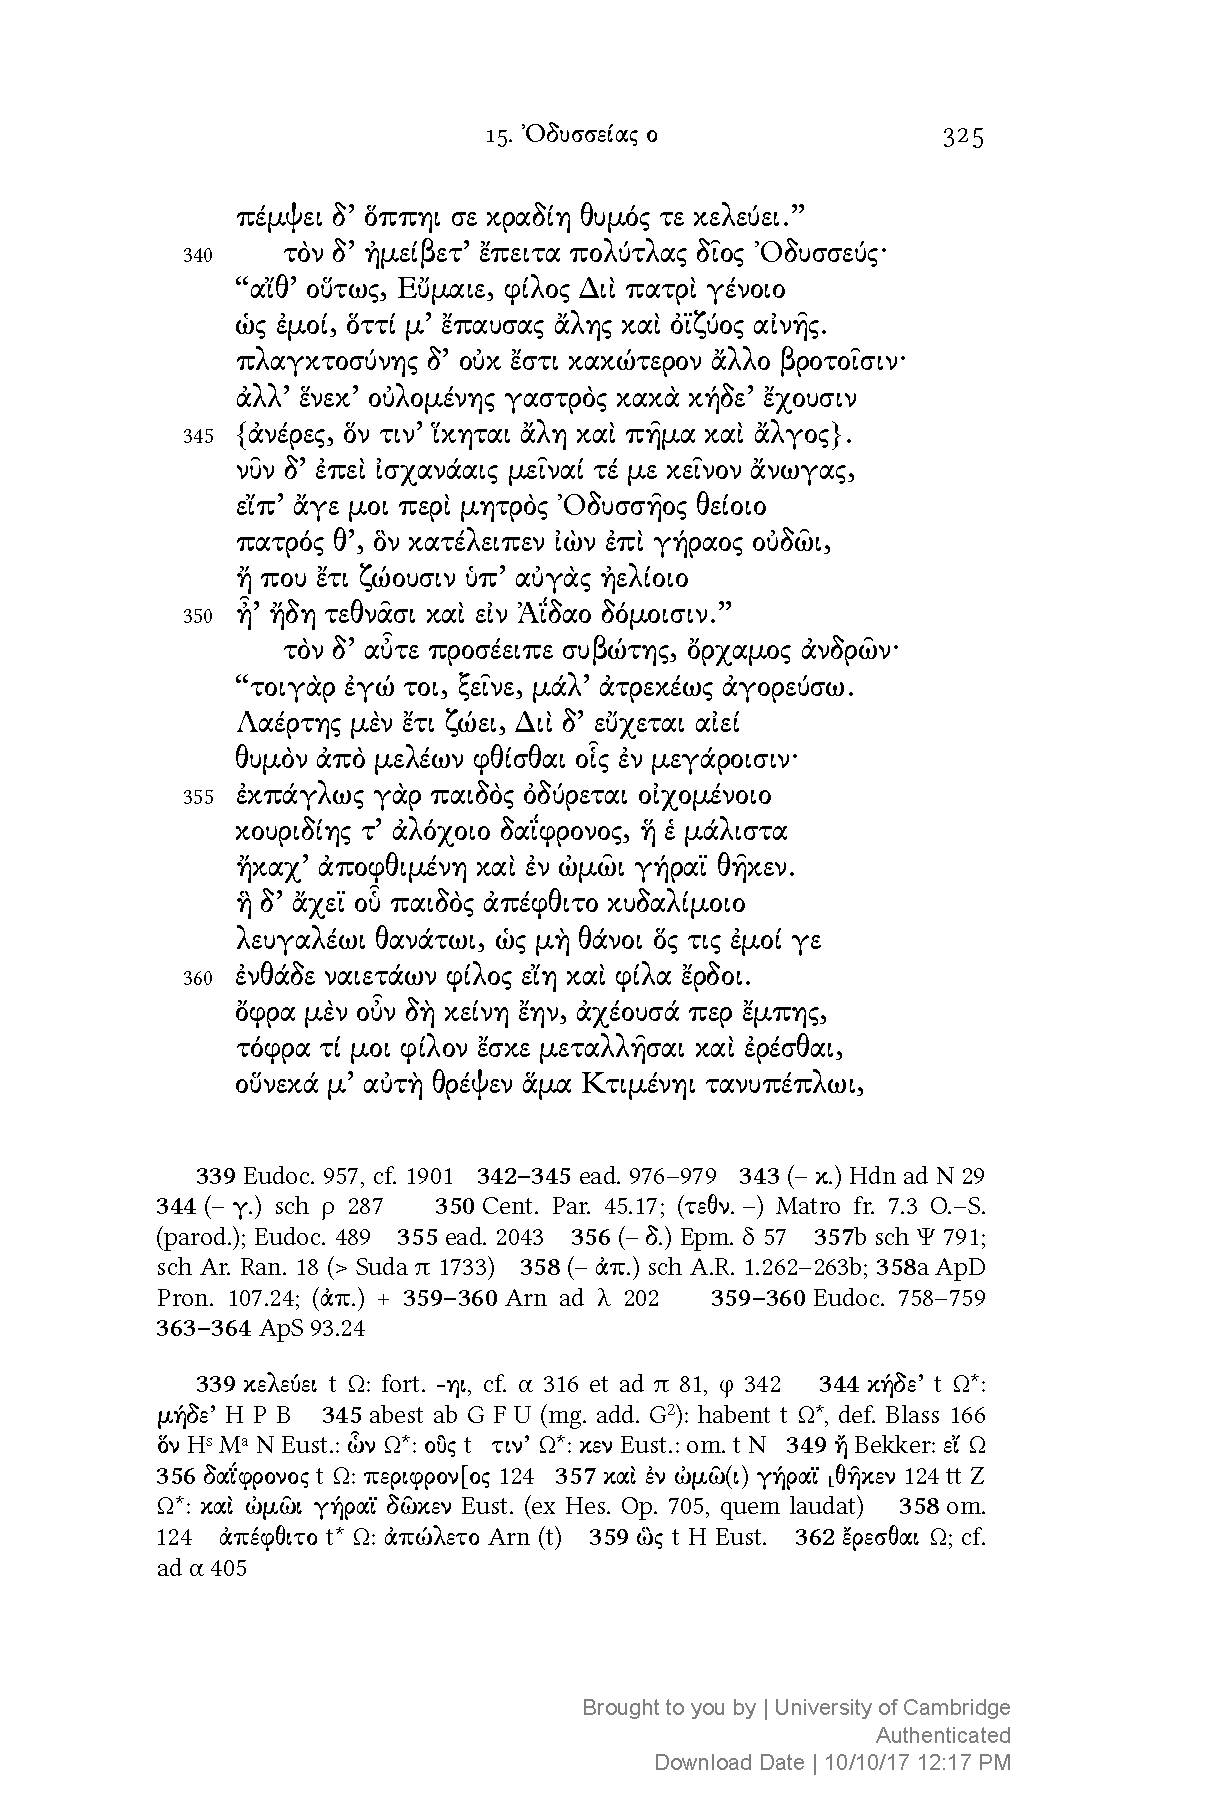 15. Ὀδυσσείας ο 325
πέμψει δ’ ὅππηι σε κραδίη θυμός τε κελεύει.”
340 τὸν δ’ ἠμείβετ’ ἔπειτα πολύτλας δῖος Ὀδυσσεύς·
“αἴθ’ οὕτως, Εὔμαιε, φίλος Διὶ πατρὶ γένοιο
ὡς ἐμοί, ὅττί μ’ ἔπαυσας ἄλης καὶ ὀϊζύος αἰνῆς.
πλαγκτοσύνης δ’ οὐκ ἔστι κακώτερον ἄλλο βροτοῖσιν·
ἀλλ’ ἕνεκ’ οὐλομένης γαστρὸς κακὰ κήδε’ ἔχουσιν
345 {ἀνέρες, ὅν τιν’ ἵκηται ἄλη καὶ πῆμα καὶ ἄλγος}.
νῦν δ’ ἐπεὶ ἰσχανάαις μεῖναί τέ με κεῖνον ἄνωγας,
εἴπ’ ἄγε μοι περὶ μητρὸς Ὀδυσσῆος θείοιο
πατρός θ’, ὃν κατέλειπεν ἰὼν ἐπὶ γήραος οὐδῶι,
ἤ που ἔτι ζώουσιν ὑπ’ αὐγὰς ἠελίοιο
350 ἦ’ ἤδη τεθνᾶσι καὶ εἰν Ἀΐδαο δόμοισιν.”
τὸν δ’ αὖτε προσέειπε συβώτης, ὄρχαμος ἀνδρῶν·
“τοιγὰρ ἐγώ τοι, ξεῖνε, μάλ’ ἀτρεκέως ἀγορεύσω.
Λαέρτης μὲν ἔτι ζώει, Διὶ δ’ εὔχεται αἰεί
θυμὸν ἀπὸ μελέων φθίσθαι οἷς ἐν μεγάροισιν·
355 ἐκπάγλως γὰρ παιδὸς ὀδύρεται οἰχομένοιο
κουριδίης τ’ ἀλόχοιο δαΐφρονος, ἥ ἑ μάλιστα
ἤκαχ’ ἀποφθιμένη καὶ ἐν ὠμῶι γήραϊ θῆκεν.
ἣ δ’ ἄχεϊ οὗ παιδὸς ἀπέφθιτο κυδαλίμοιο
λευγαλέωι θανάτωι, ὡς μὴ θάνοι ὅς τις ἐμοί γε
360 ἐνθάδε ναιετάων φίλος εἴη καὶ φίλα ἔρδοι.
ὄφρα μὲν οὖν δὴ κείνη ἔην, ἀχέουσά περ ἔμπης,
τόφρα τί μοι φίλον ἔσκε μεταλλῆσαι καὶ ἐρέσθαι,
οὕνεκά μ’ αὐτὴ θρέψεν ἅμα Κτιμένηι τανυπέπλωι,
339 Eudoc. 957, cf. 1901 342–345 ead. 976–979 343 (– κ.) Hdn ad N 29
344 (– γ.) sch ρ 287 350 Cent. Par. 45.17; (τεθν. –) Matro fr. 7.3 O.–S.
(parod.); Eudoc. 489 355 ead. 2043 356 (– δ.) Epm. δ 57 357b sch Ψ 791;
sch Ar. Ran. 18 (> Suda π 1733) 358 (– ἀπ.) sch A.R. 1.262–263b; 358a ApD
Pron. 107.24; (ἀπ.) + 359–360 Arn ad λ 202 359–360 Eudoc. 758–759
363–364 ApS 93.24
339 κελεύει t Ω: fort. -ηι, cf. α 316 et ad π 81, φ 342 344 κήδε’ t Ω*:
μήδε’ H P B 345 abest ab G F U (mg. add. G²): habent t Ω*, def. Blass 166
ὅν Hˢ Mᵃ N Eust.: ὧν Ω*: οὓς t τιν’ Ω*: κεν Eust.: om. t N 349 ἤ Bekker: εἴ Ω
356 δαΐφρονος t Ω: περιφρον[ος 124 357 καὶ ἐν ὠμῶ(ι) γήραϊ ⌊θῆκεν 124 tt Z
Ω*: καὶ ὠμῶι γήραϊ δῶκεν Eust. (ex Hes. Op. 705, quem laudat) 358 om.
124 ἀπέφθιτο t* Ω: ἀπώλετο Arn (t) 359 ὣς t H Eust. 362 ἔρεσθαι Ω; cf.
ad α 405
Brought to you by | University of Cambridge
Authenticated
Download Date | 10/10/17 12:17 PM